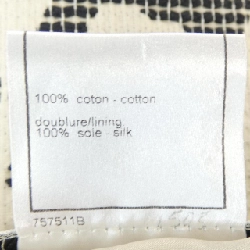 100% coton - cotton
doublure/lining
100% soie silk
757511B